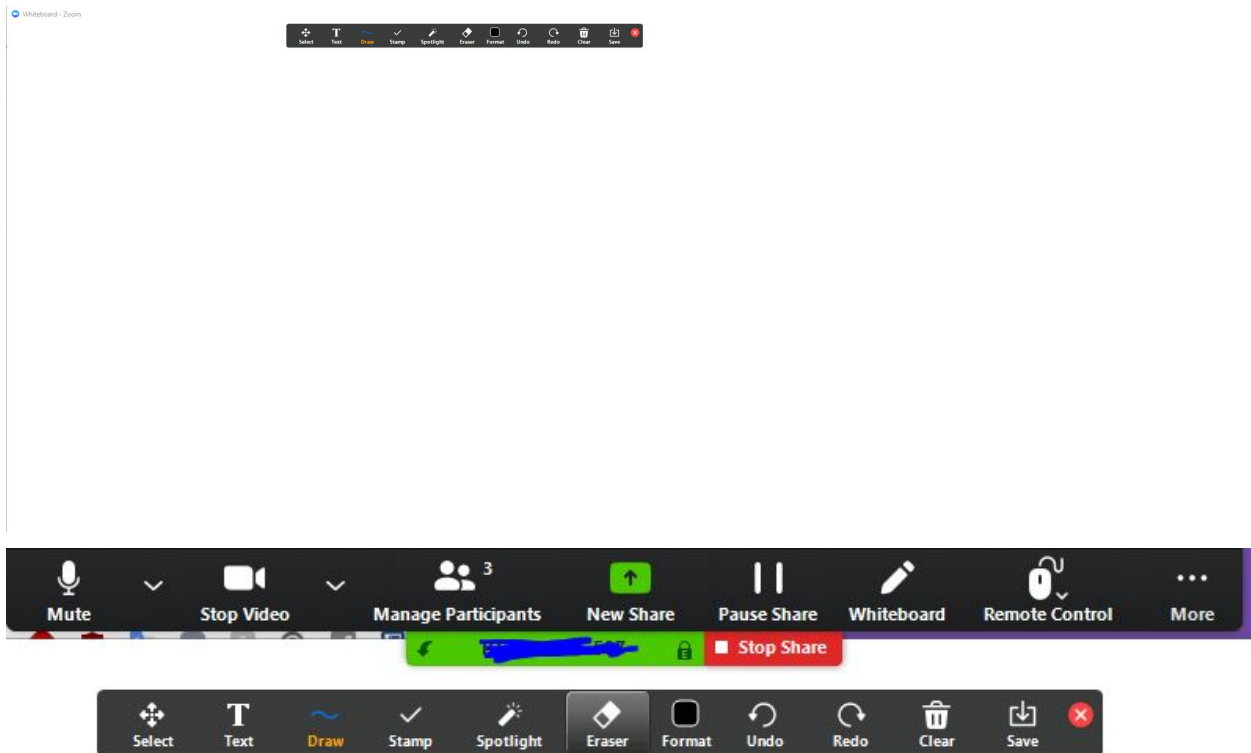 Whiteboard - Zoom
Select Text Draw Stamp Spotlight Eraser Format Undo Redo Clear Save
3
Mute Stop Video Manage Participants New Share Pause Share Whiteboard Remote Control More
Stop Share
Select Text Draw Stamp Spotlight Eraser Format Undo Redo Clear Save